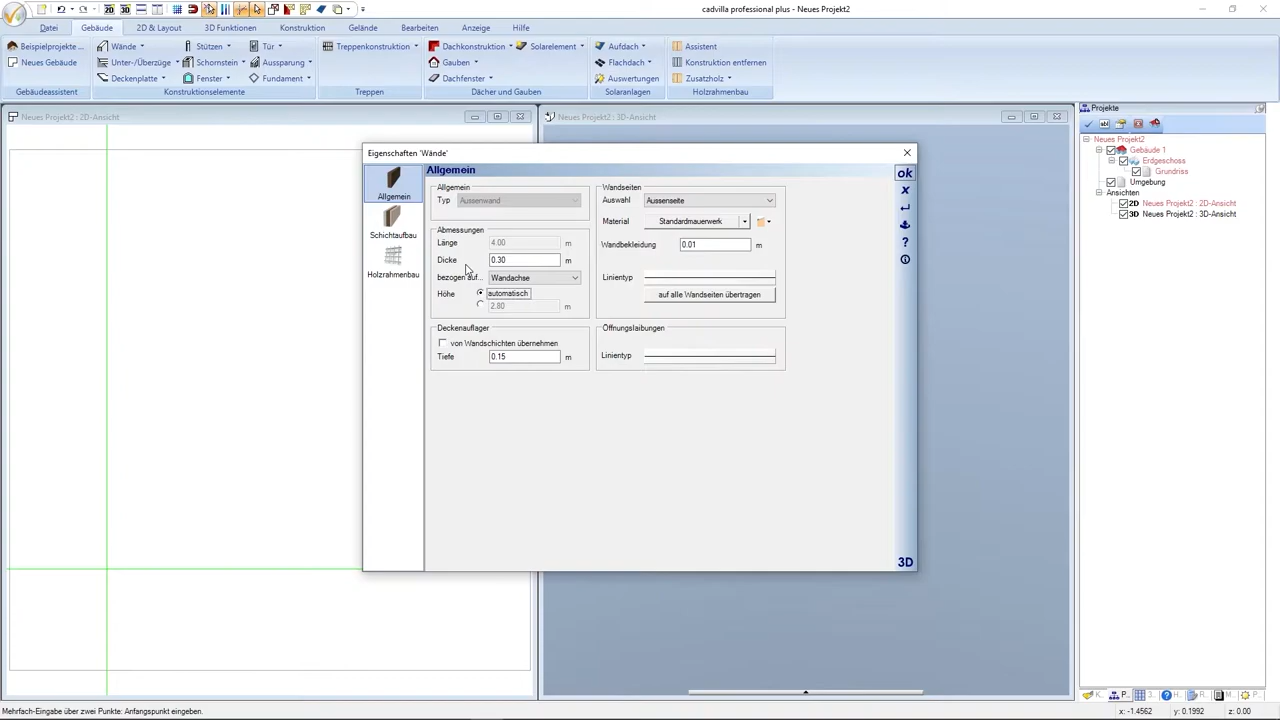 cadvilla professional plus - Neues Projekt2
Datei Gebäude 2D & Layout 3D Funktionen Konstruktion Gelände Bearbeiten Anzeige Hilfe
Beispielprojekte ... Wände Stützen Tür Treppenkonstruktion Dachkonstruktion Solarelement Aufdach Assistent
Neues Gebäude Unter-/Überzüge Schornstein Aussparung Gauben Flachdach Konstruktion entfernen
Deckenplatte Fenster Fundament Dachfenster Auswertungen Zusatzholz
Gebäudeassistent Konstruktionselemente Treppen Dächer und Gauben Solaranlagen Holzrahmenbau
Neues Projekt2 : 2D-Ansicht
Neues Projekt2 : 3D-Ansicht
Projekte
Neues Projekt2
Gebäude 1
Erdgeschoss
Grundriss
Umgebung
Ansichten
2D Neues Projekt2 : 2D-Ansicht
3D Neues Projekt2 : 3D-Ansicht
Eigenschaften 'Wände'
Allgemein
Schichtaufbau
Holzrahmenbau
Allgemein
ok
Allgemein
Typ Aussenwand
Abmessungen
Länge 4.00 m
Dicke 0.30 m
bezogen auf... Wandachse
Höhe automatisch
2.80 m
Deckenauflager
von Wandschichten übernehmen
Tiefe 0.15 m
Wandseiten
Auswahl Aussenseite
Material Standardmauerwerk
Wandbekleidung 0.01 m
Linientyp
auf alle Wandseiten übertragen
Öffnungslaibungen
Linientyp
3D
K... P... 3... H... R... M... P...
Mehrfach-Eingabe über zwei Punkte: Anfangspunkt eingeben.
x: -1.4562 y: 0.1992 z: 0.00